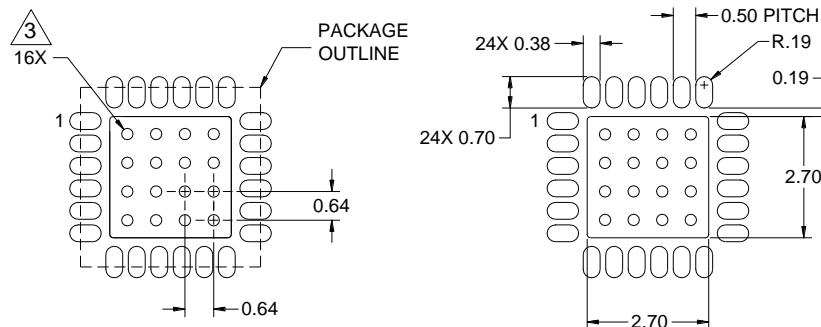 3
16X
PACKAGE
OUTLINE
1
0.64
0.64
24X 0.38
0.50 PITCH
R.19
0.19
24X 0.70
1
2.70
2.70